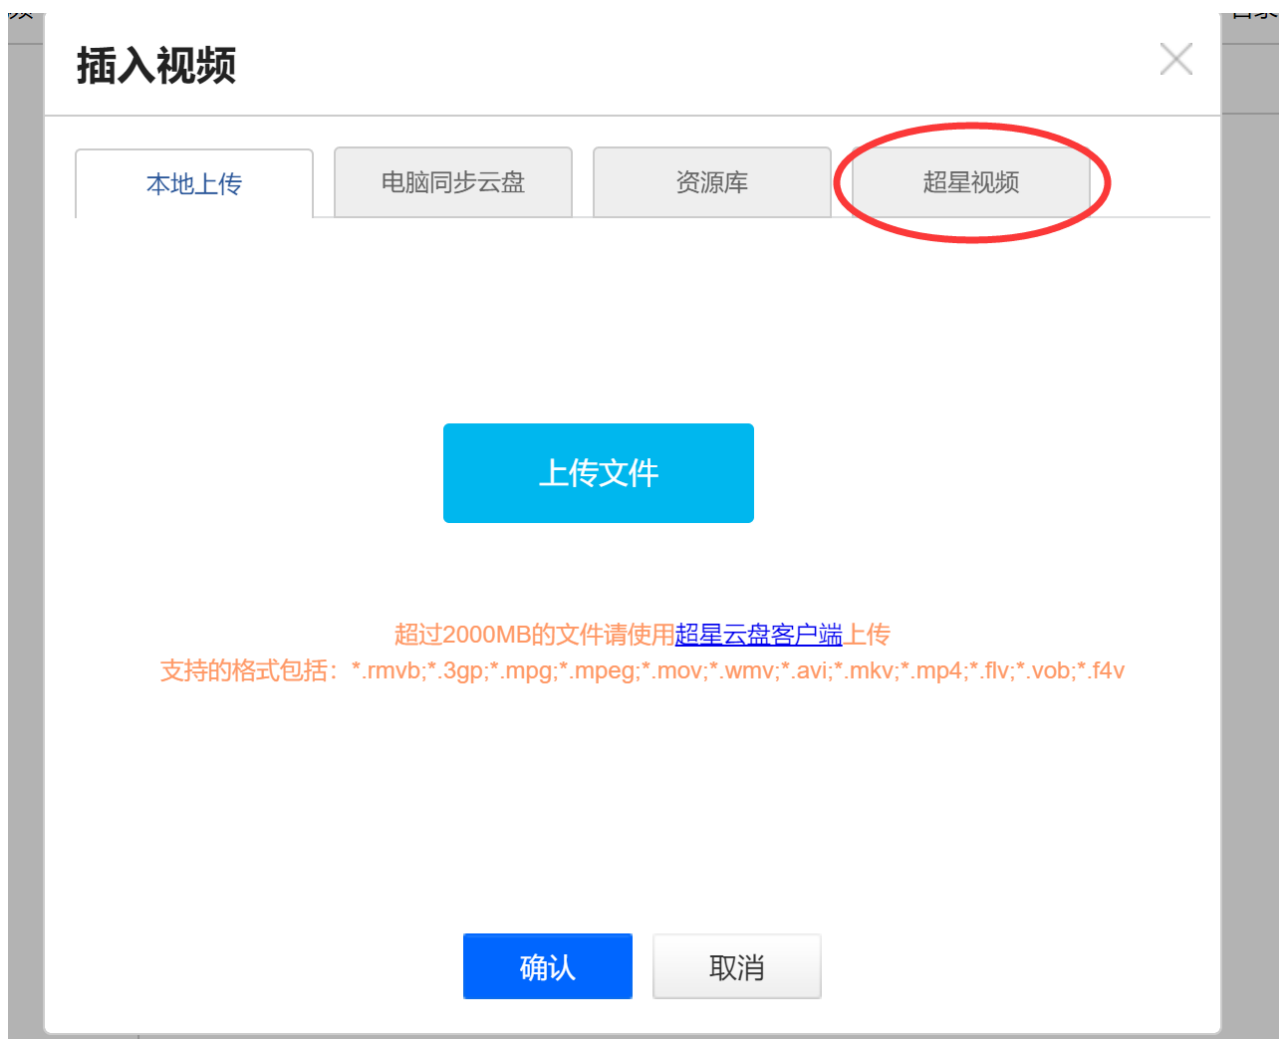 插入视频
本地上传
电脑同步云盘
资源库
超星视频
上传文件
超过2000MB的文件请使用超星云盘客户端上传
支持的格式包括：*.rmvb;*.3gp;*.mpg;*.mpeg;*.mov;*.wmv;*.avi;*.mkv;*.mp4;*.flv;*.vob;*.f4v
确认
取消